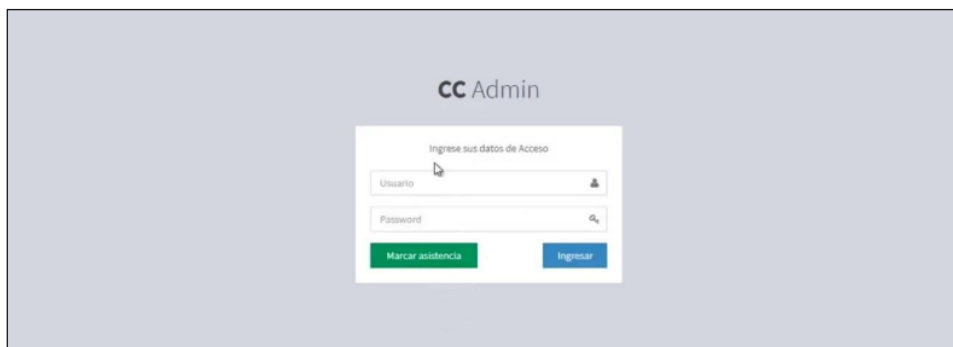 CC Admin
Ingrese sus datos de Acceso
Usuario
Password
Marcar asistencia
Ingresar